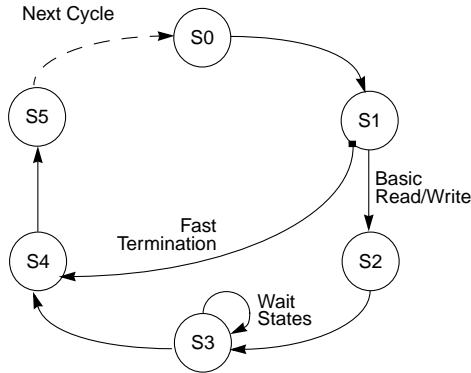 Next Cycle
S0
S5
S1
Basic
Read/Write
Fast
Termination
S4
S2
Wait
States
S3